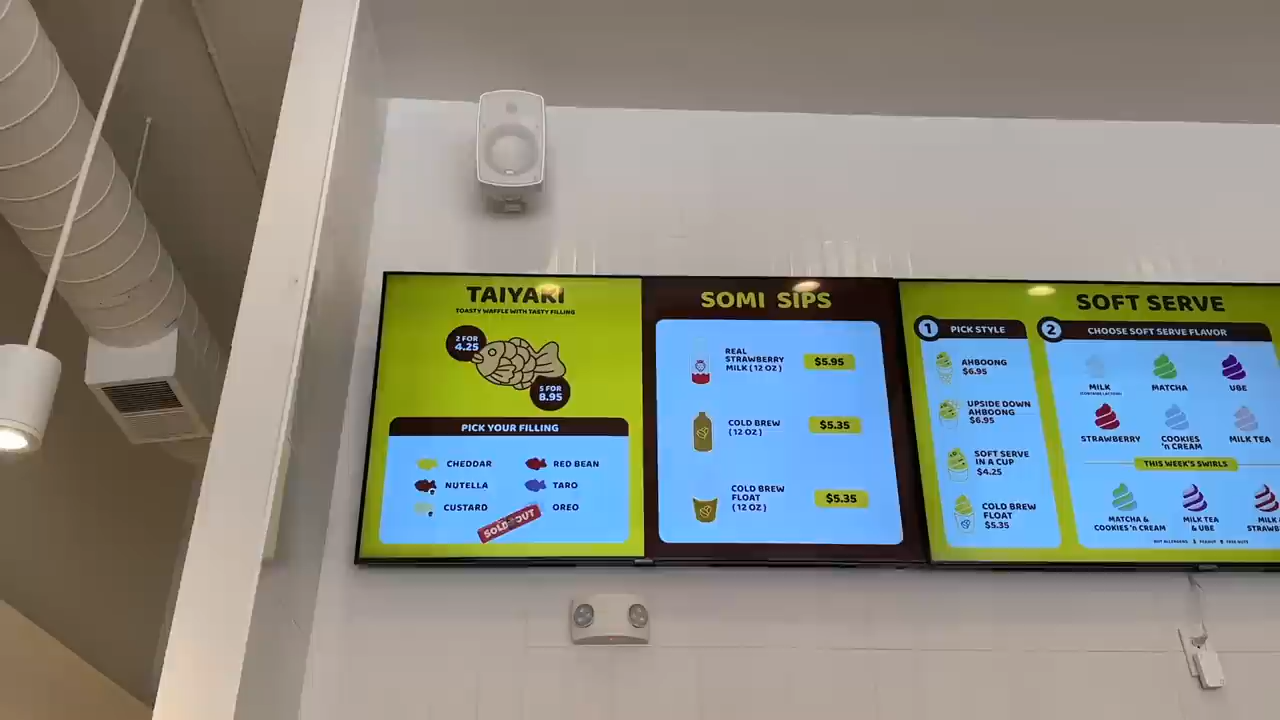 TAIYAKI
TOASTY WAFFLE WITH TASTY FILLING
2 FOR
4.25
5 FOR
8.95
PICK YOUR FILLING
CHEDDAR
RED BEAN
NUTELLA
TARO
CUSTARD
OREO
SOLD OUT
SOMI SIPS
REAL
STRAWBERRY
MILK (12 OZ)
$5.95
COLD BREW
(12 OZ)
$5.35
COLD BREW
FLOAT
(12 OZ)
$5.35
SOFT SERVE
1 PICK STYLE
AHBOONG
$6.95
UPSIDE DOWN
AHBOONG
$6.95
SOFT SERVE
IN A CUP
$4.25
COLD BREW
FLOAT
$5.35
2 CHOOSE SOFT SERVE FLAVOR
MILK
MATCHA
UBE
STRAWBERRY
COOKIES
'n CREAM
MILK TEA
THIS WEEK'S SWIRLS
MATCHA &
COOKIES 'n CREAM
MILK TEA
& UBE
MILK
STRAWB